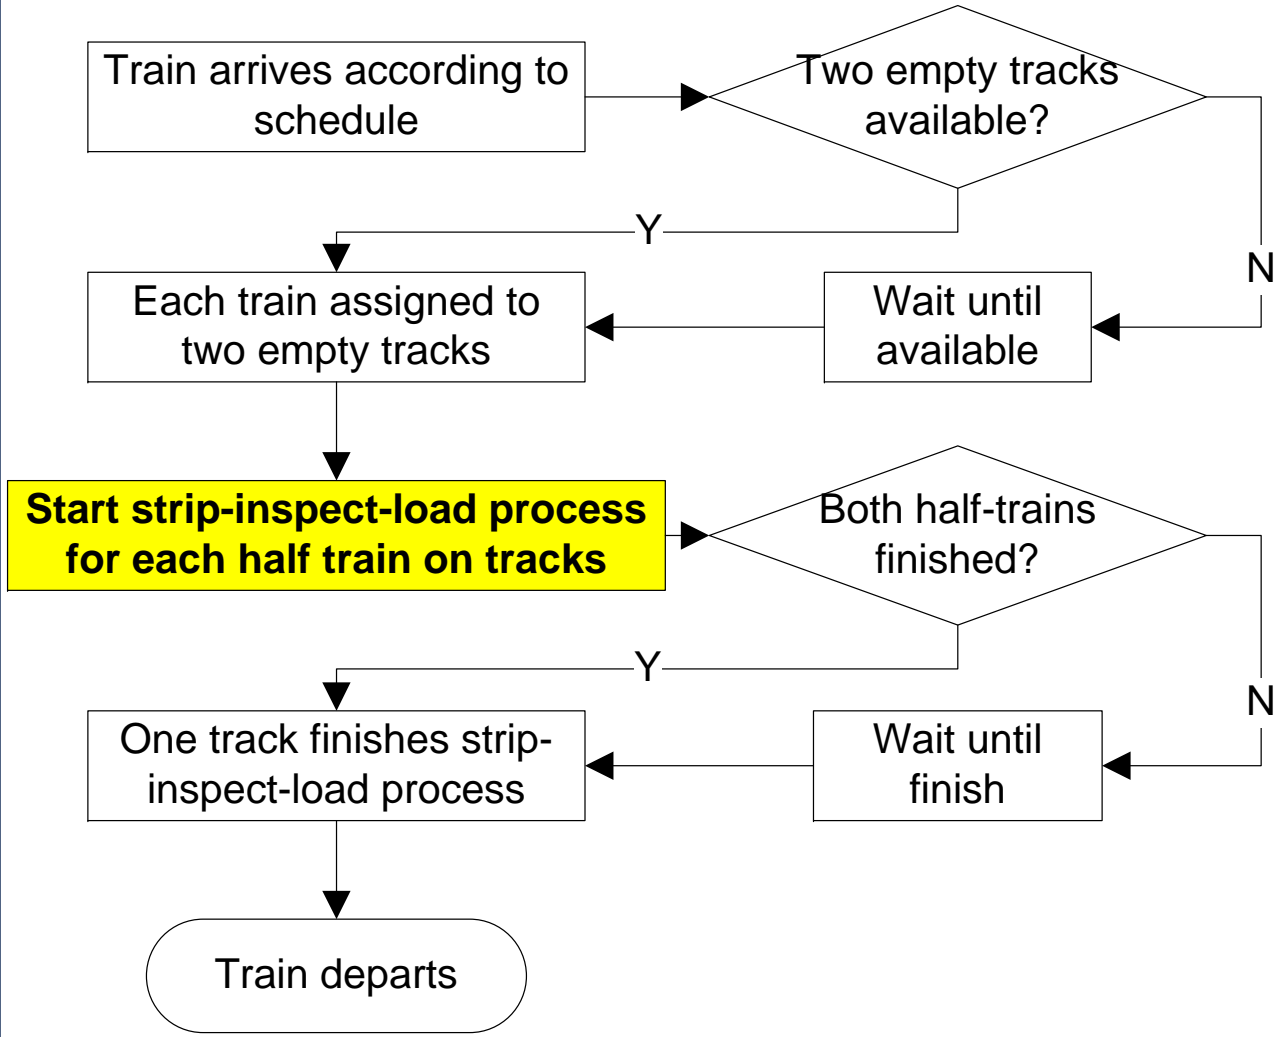 Train arrives according to
schedule
Two empty tracks
available?
Y
N
Each train assigned to
two empty tracks
Wait until
available
Start strip-inspect-load process
for each half train on tracks
Both half-trains
finished?
Y
N
One track finishes strip-
inspect-load process
Wait until
finish
Train departs